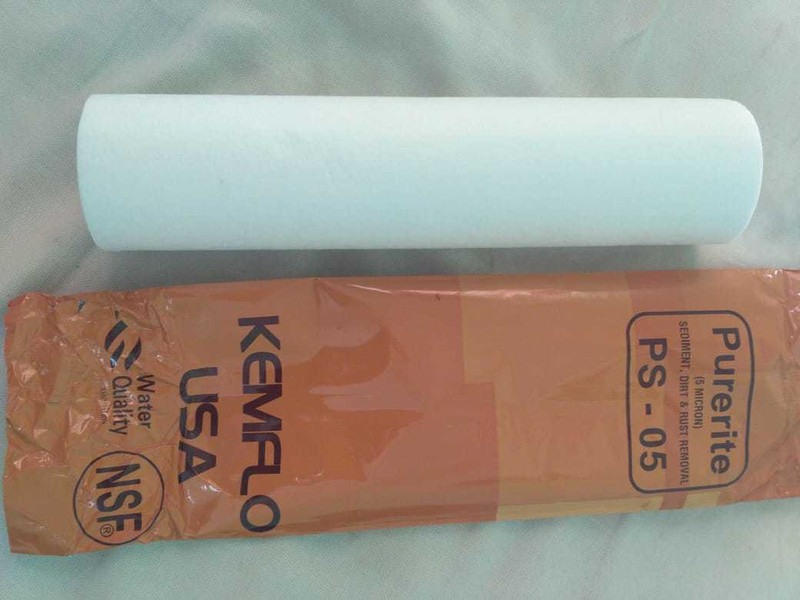 Purerite
(5 MICRON)
SEDIMENT, DIRT & RUST REMOVAL
PS - 05
KEMFLO
USA
Water
Quality
NSF®